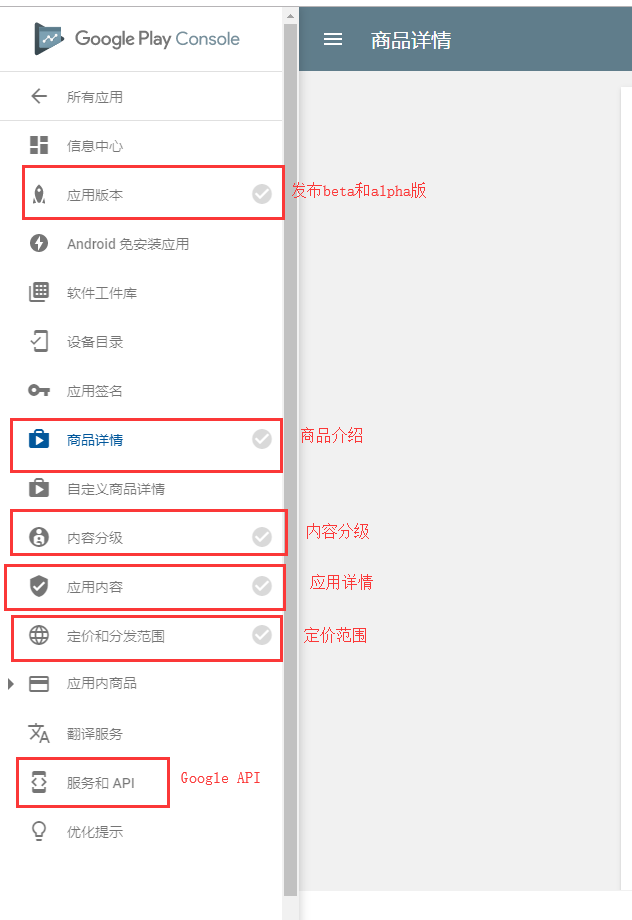 Google Play Console
商品详情
所有应用
信息中心
应用版本
发布beta和alpha版
Android 免安装应用
软件工件库
设备目录
应用签名
商品详情
商品介绍
自定义商品详情
内容分级
内容分级
应用内容
应用详情
定价和分发范围
定价范围
应用内商品
翻译服务
服务和 API
Google API
优化提示